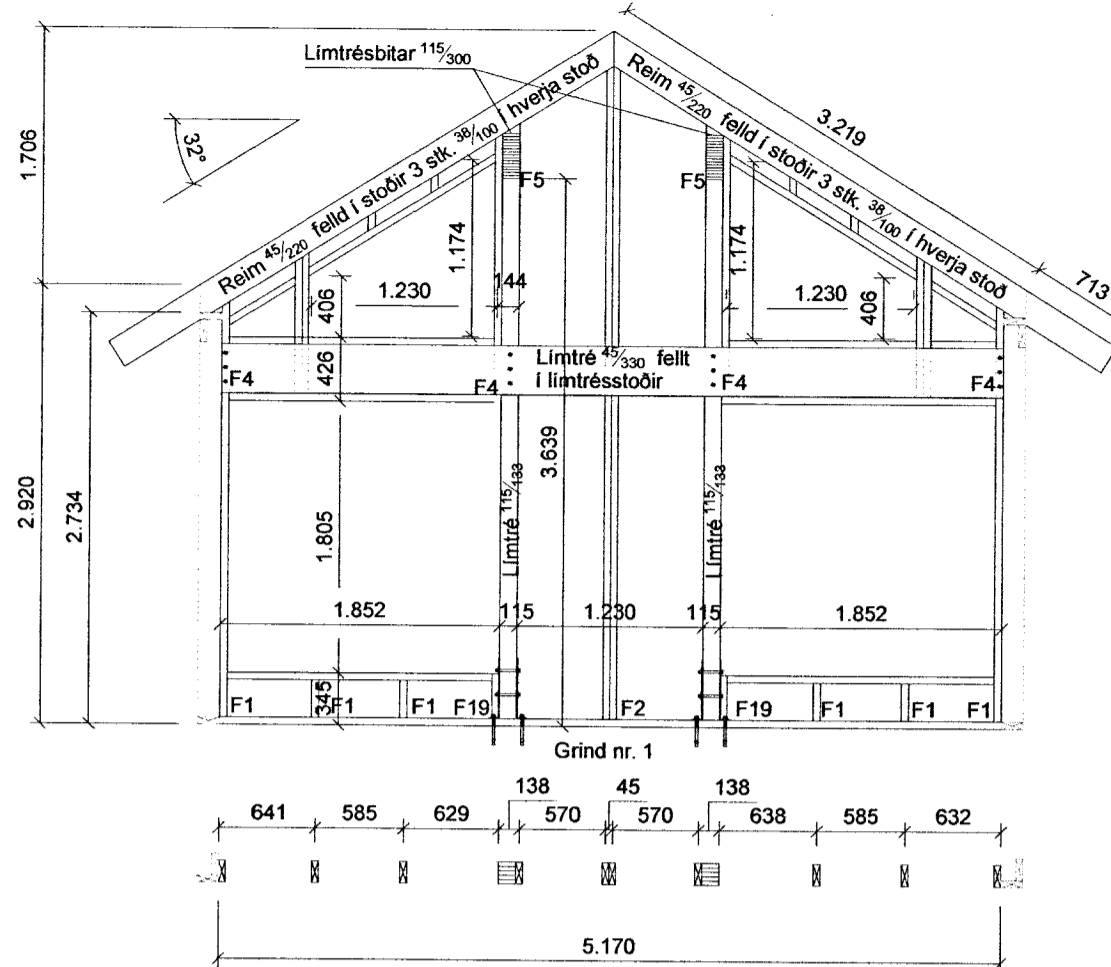 Límtrésbitar 115/300
Reim 45/220 felld í stoðir 3 stk. 38/100 í hverja stoð
Reim 45/220 felld í stoðir 3 stk. 38/100 í hverja stoð
3.219
713
1.706
32°
F5
F5
1.174
144
1.174
1.230
1.230
406
406
426
Límtré 45/330 fellt
í límtrésstoðir
F4
F4
F4
F4
2.920
2.734
3.639
1.805
Límtré 115/133
Límtré 115/133
1.852
115
1.230
115
1.852
345
F1
F1
F1
F19
F2
F19
F1
F1
F1
Grind nr. 1
138
45
138
641
585
629
570
570
638
585
632
5.170